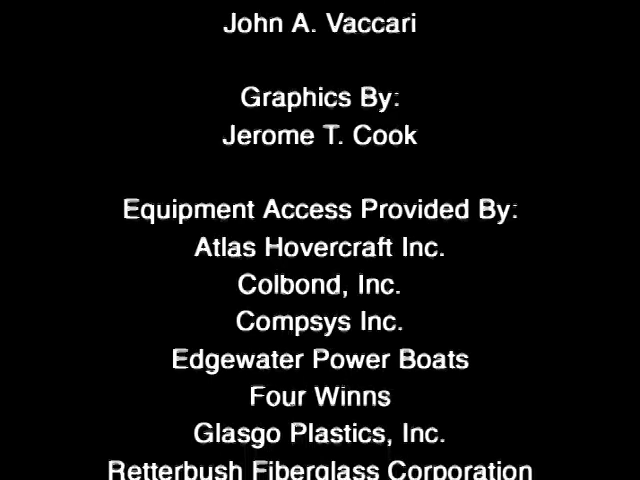 John A. Vaccari
Graphics By:
Jerome T. Cook
Equipment Access Provided By:
Atlas Hovercraft Inc.
Colbond, Inc.
Compsys Inc.
Edgewater Power Boats
Four Winns
Glasgo Plastics, Inc.
Retterbush Fiberglass Corporation